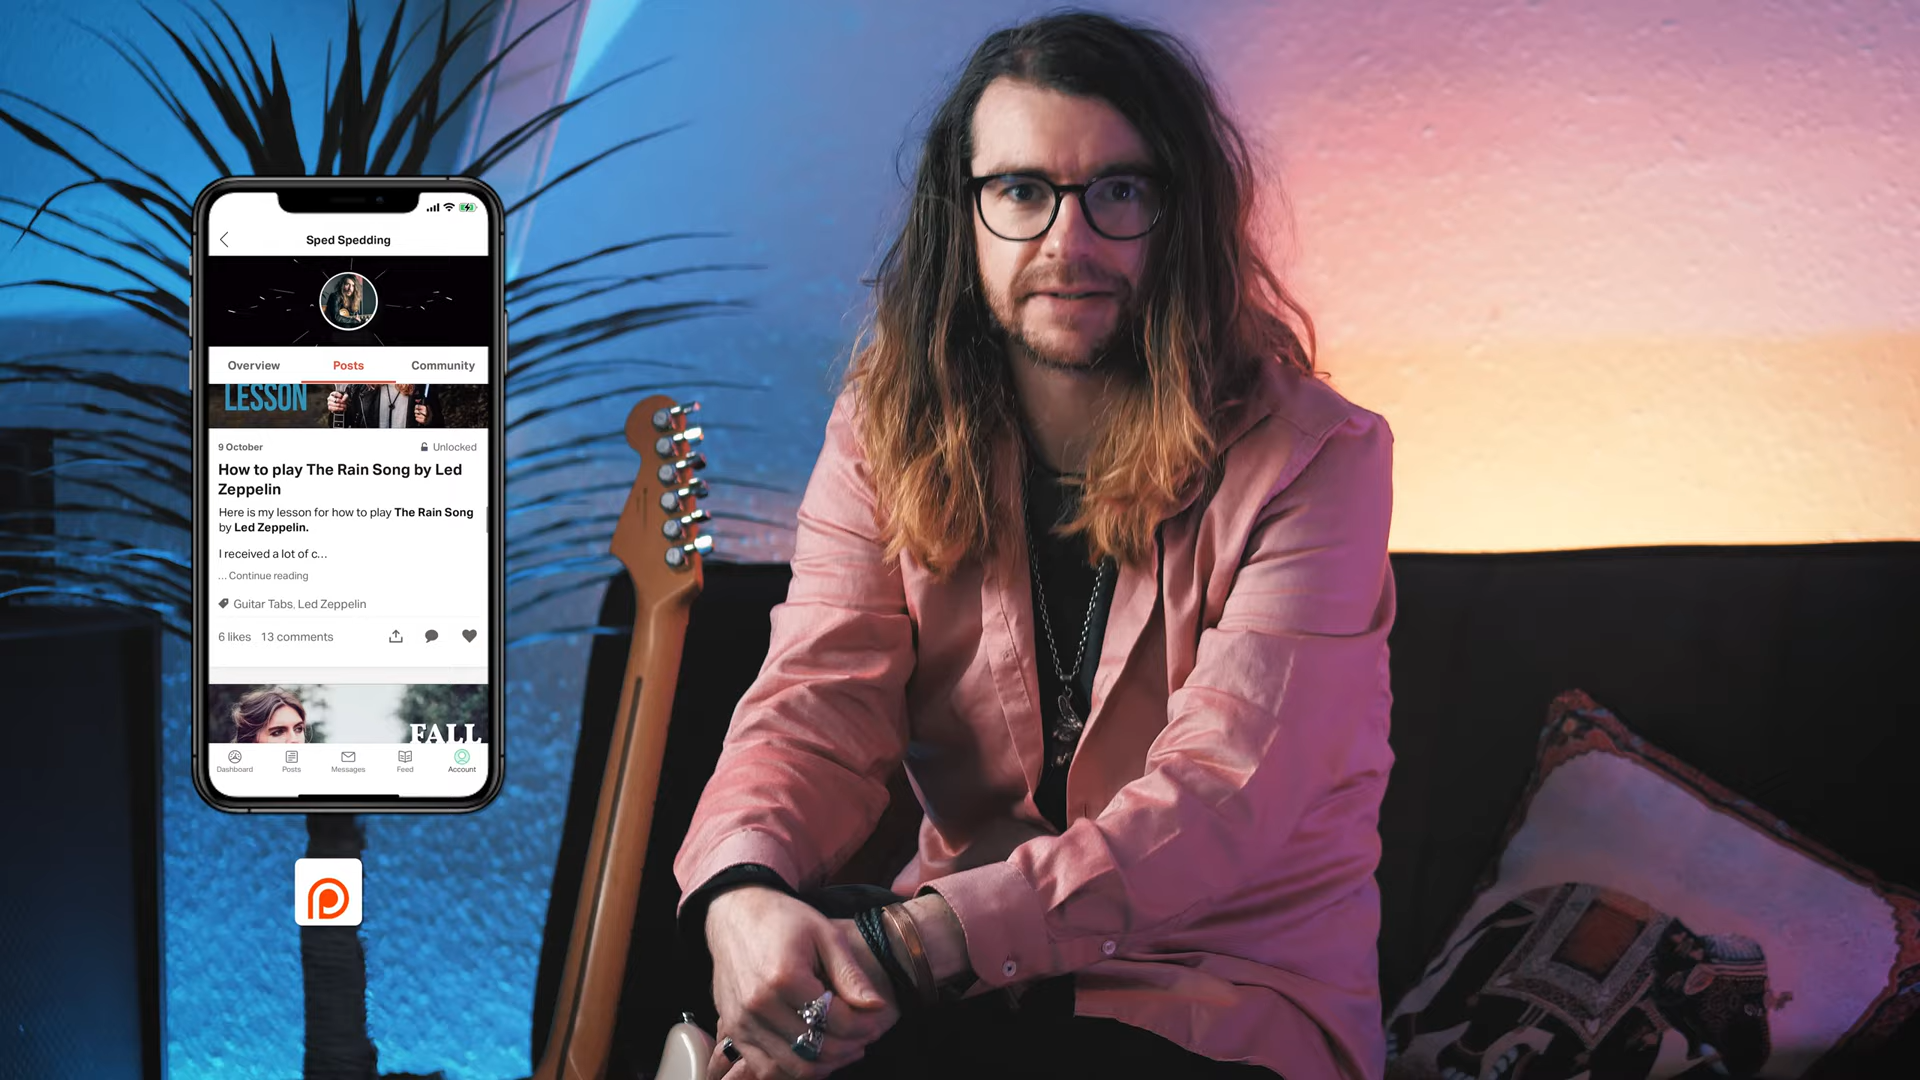 Sped Spedding
Overview Posts Community
LESSON
9 October Unlocked
How to play The Rain Song by Led
Zeppelin
Here is my lesson for how to play The Rain Song
by Led Zeppelin.
I received a lot of c...
... Continue reading
Guitar Tabs, Led Zeppelin
6 likes 13 comments
FALL
Dashboard Posts Messages Feed Account